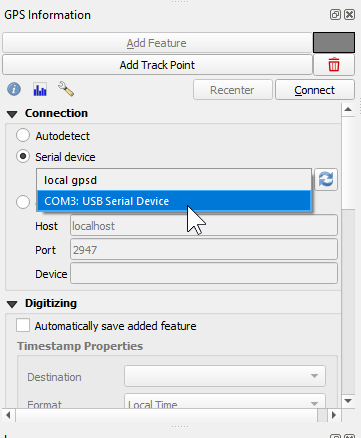 GPS Information
Add Feature
Add Track Point
Recenter
Connect
Connection
Autodetect
Serial device
local gpsd
COM3: USB Serial Device
Host
localhost
Port
2947
Device
Digitizing
Automatically save added feature
Timestamp Properties
Destination
Format
Local Time